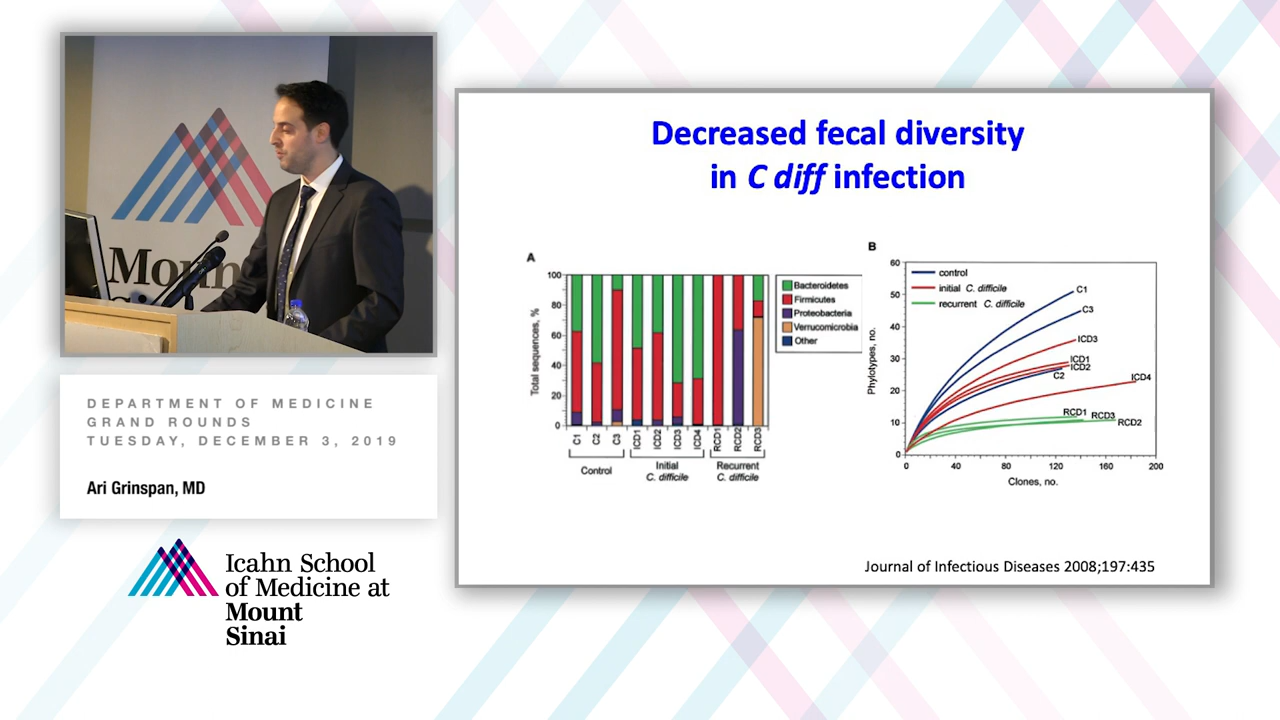 Moun
DEPARTMENT OF MEDICINE
GRAND ROUNDS
TUESDAY, DECEMBER 3, 2019
Ari Grinspan, MD
Icahn School
of Medicine at
Mount
Sinai
Decreased fecal diversity
in C diff infection
A
Total sequences, %
100
80
60
40
20
0
C1
C2
C3
ICD1
ICD2
ICD3
ICD4
RCD1
RCD2
RCD3
Control
Initial
C. difficile
Recurrent
C. difficile
Bacteroidetes
Firmicutes
Proteobacteria
Verrucomicrobia
Other
B
Phylotypes, no.
60
50
40
30
20
10
0
control
initial C. difficile
recurrent C. difficile
C1
C3
ICD3
ICD1
ICD2
C2
ICD4
RCD1
RCD3
RCD2
0 40 80 120 160 200
Clones, no.
Journal of Infectious Diseases 2008;197:435